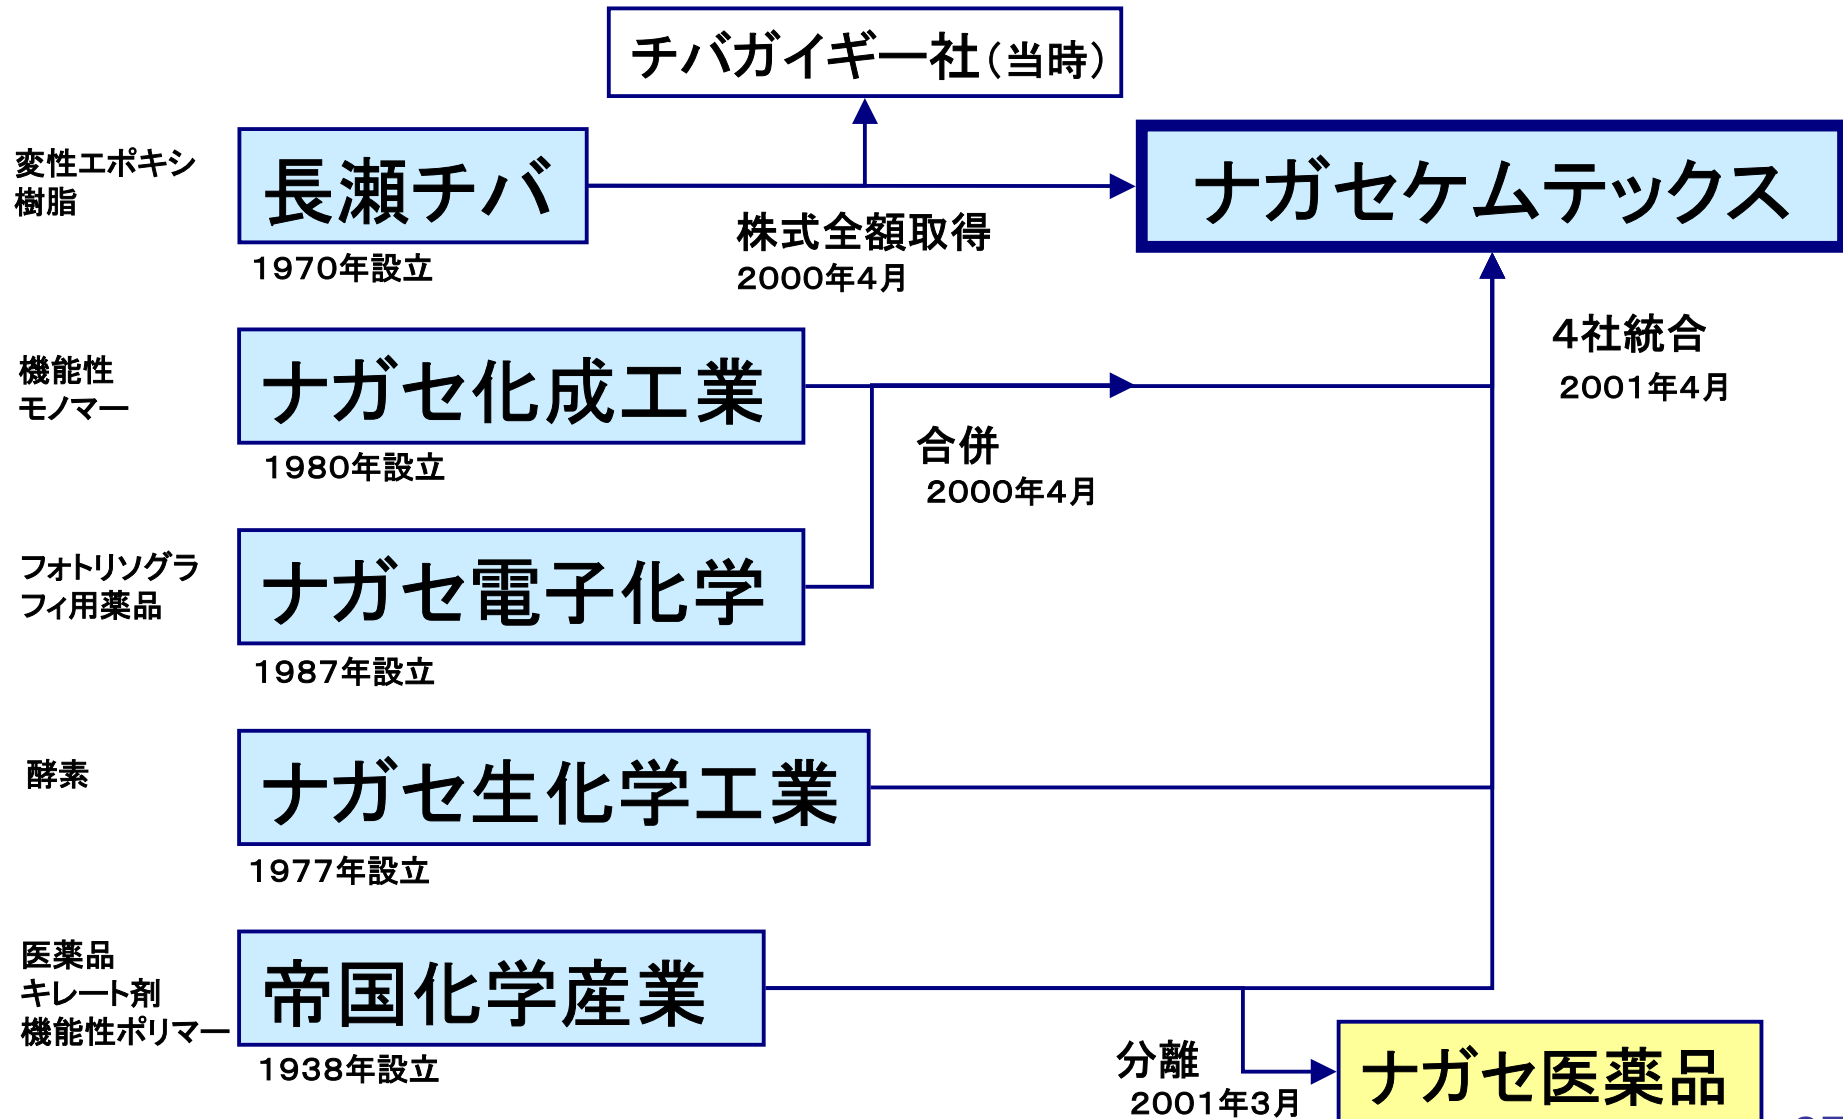 チバガイギー社（当時）
変性エポキシ
樹脂
長瀬チバ
1970年設立
ナガセケムテックス
株式全額取得
2000年4月
機能性
モノマー
ナガセ化成工業
1980年設立
4社統合
2001年4月
合併
2000年4月
フォトリソグラ
フィ用薬品
ナガセ電子化学
1987年設立
酵素
ナガセ生化学工業
1977年設立
医薬品
キレート剤
機能性ポリマー
帝国化学産業
1938年設立
分離
2001年3月
ナガセ医薬品